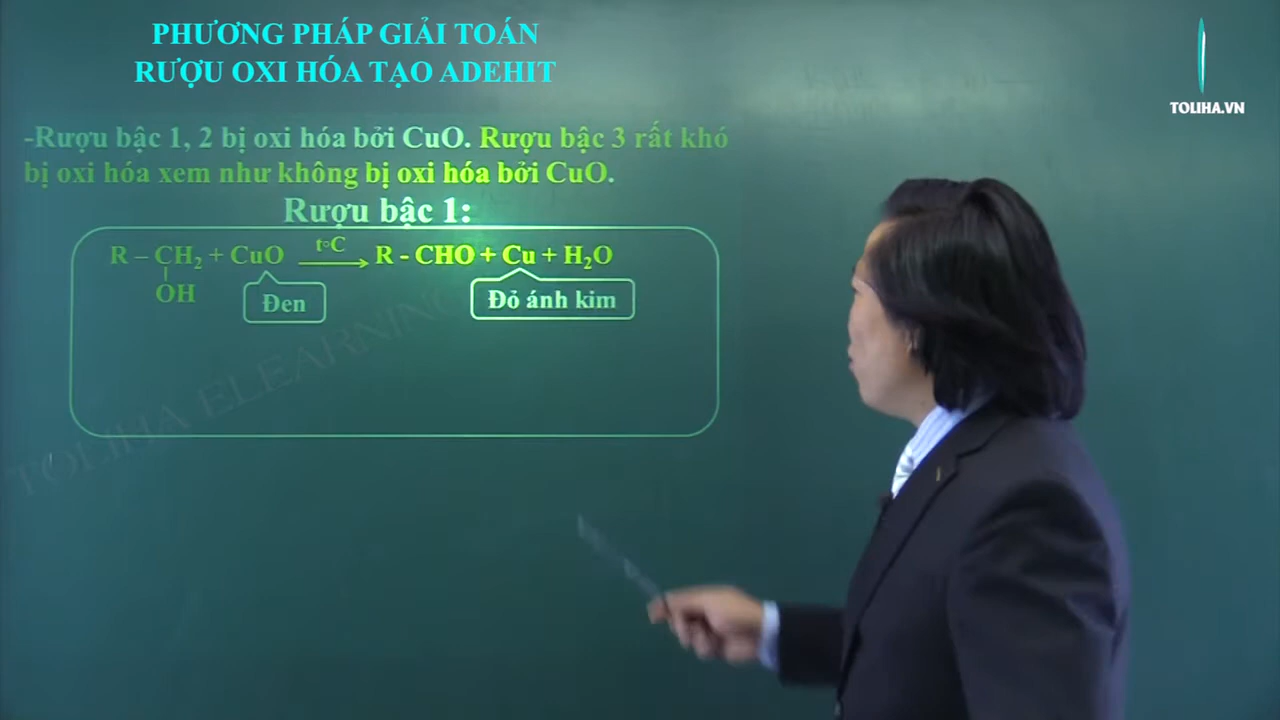 PHƯƠNG PHÁP GIẢI TOÁN
RƯỢU OXI HÓA TẠO ADEHIT
TOLIHA.VN
-Rượu bậc 1, 2 bị oxi hóa bởi CuO. Rượu bậc 3 rất khó
bị oxi hóa xem như không bị oxi hóa bởi CuO.
Rượu bậc 1:
t°C
R – CH₂ + CuO ⟶ R - CHO + Cu + H₂O
OH
Đen
Đỏ ánh kim
TOLIHA ELEARNING